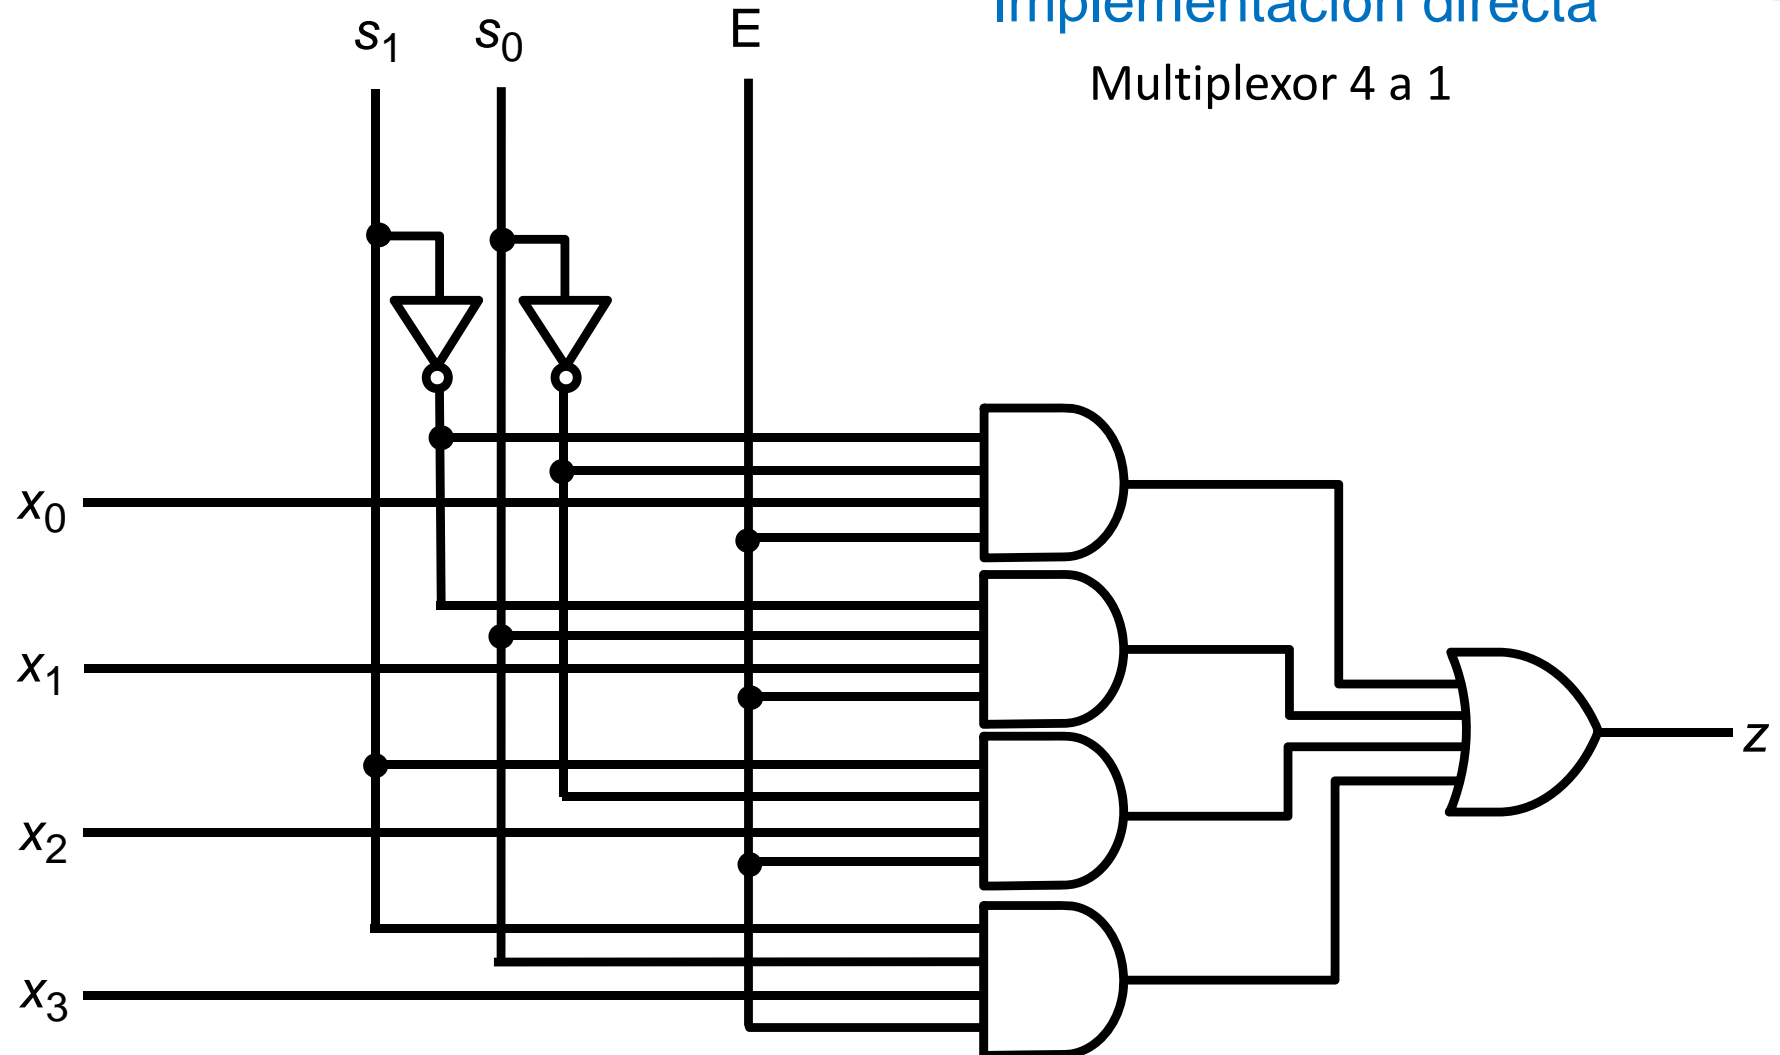 Implementación directa
Multiplexor 4 a 1
s₁ s₀ E
x₀
x₁
z
x₂
x₃